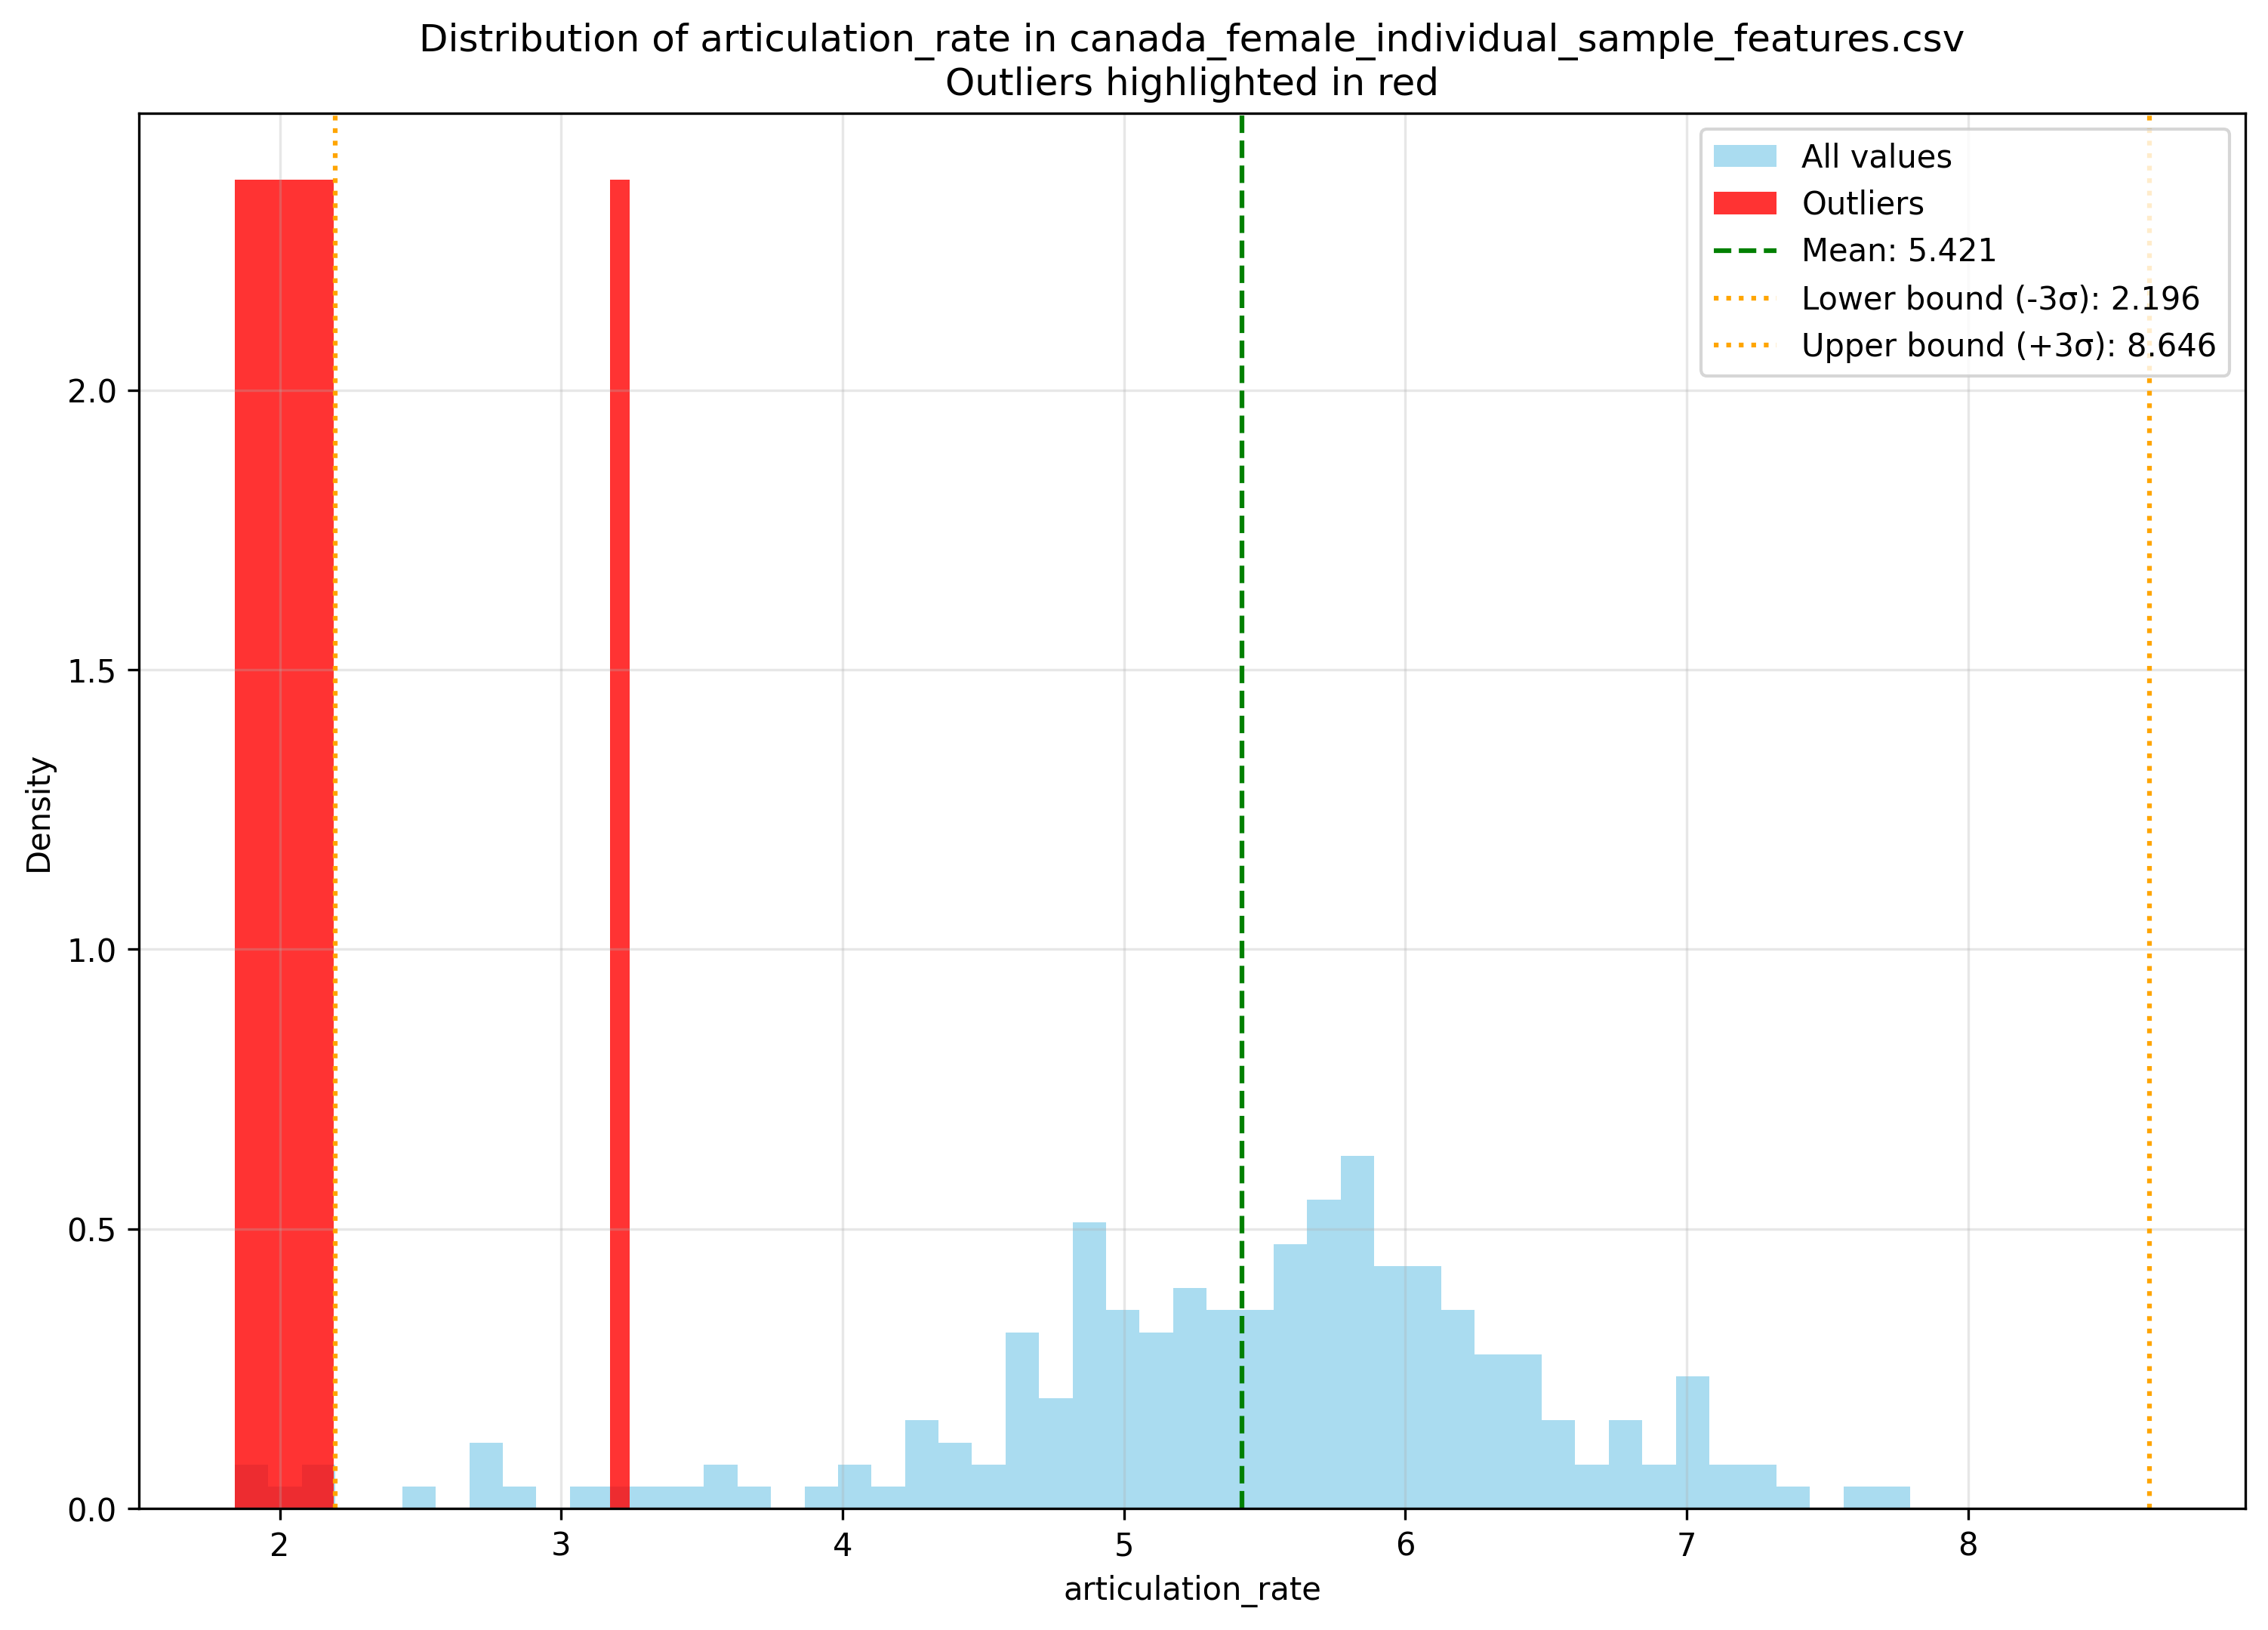 Distribution of articulation_rate in canada_female_individual_sample_features.csv
Outliers highlighted in red
All values
Outliers
Mean: 5.421
Lower bound (-3σ): 2.196
Upper bound (+3σ): 8.646
Density
2.0
1.5
1.0
0.5
0.0
2 3 4 5 6 7 8
articulation_rate